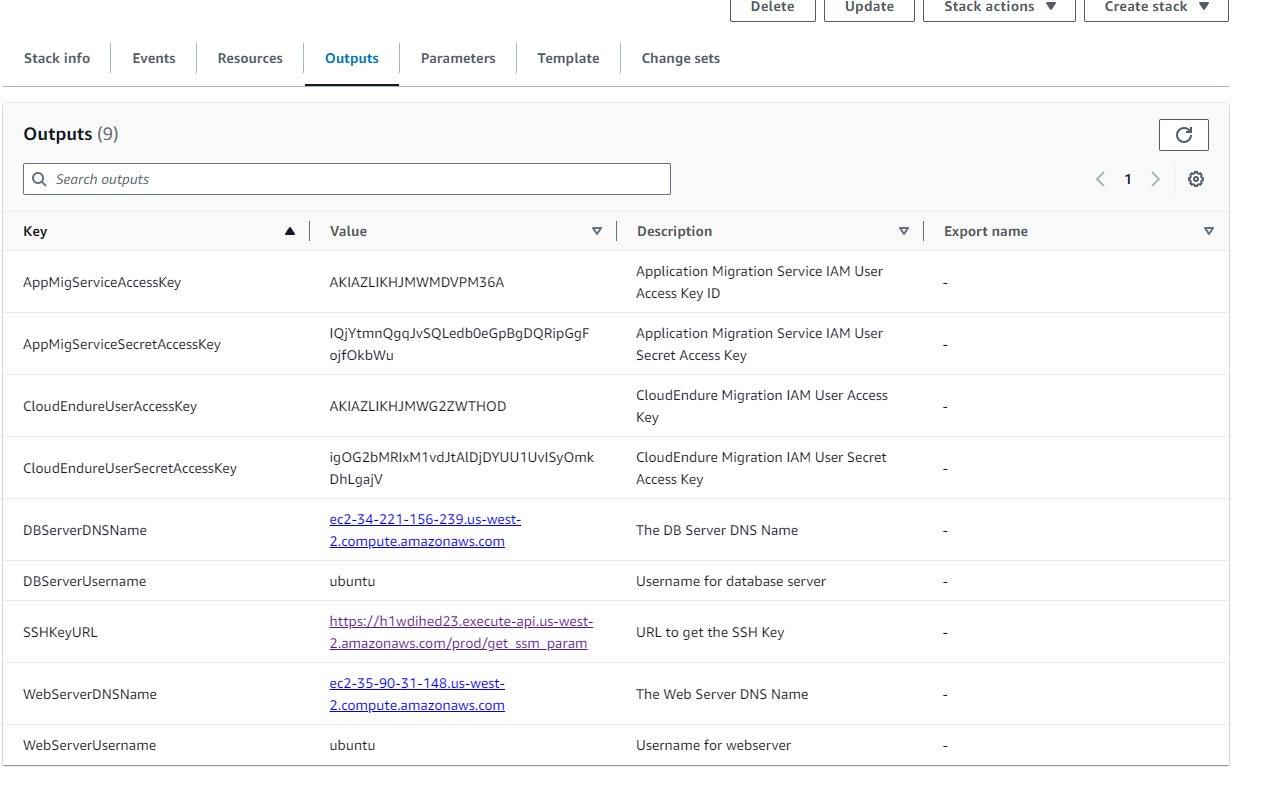 Delete Update Stack actions Create stack
Stack info Events Resources Outputs Parameters Template Change sets
Outputs (9)
Search outputs
1
Key Value Description Export name
AppMigServiceAccessKey AKIAZLIKHJMWMDVPM36A Application Migration Service IAM User
Access Key ID -
AppMigServiceSecretAccessKey IQjYtmnQgqJvSQLedb0eGpBgDQRipGgF
ojfOkbWu Application Migration Service IAM User
Secret Access Key -
CloudEndureUserAccessKey AKIAZLIKHJMWG2ZWTHOD CloudEndure Migration IAM User Access
Key -
CloudEndureUserSecretAccessKey igOG2bMRIxM1vdJtAlDjDYUU1UvISyOmk
DhLgajV CloudEndure Migration IAM User Secret
Access Key -
DBServerDNSName ec2-34-221-156-239.us-west-
2.compute.amazonaws.com The DB Server DNS Name -
DBServerUsername ubuntu Username for database server -
SSHKeyURL https://h1wdihed23.execute-api.us-west-
2.amazonaws.com/prod/get_ssm_param URL to get the SSH Key -
WebServerDNSName ec2-35-90-31-148.us-west-
2.compute.amazonaws.com The Web Server DNS Name -
WebServerUsername ubuntu Username for webserver -